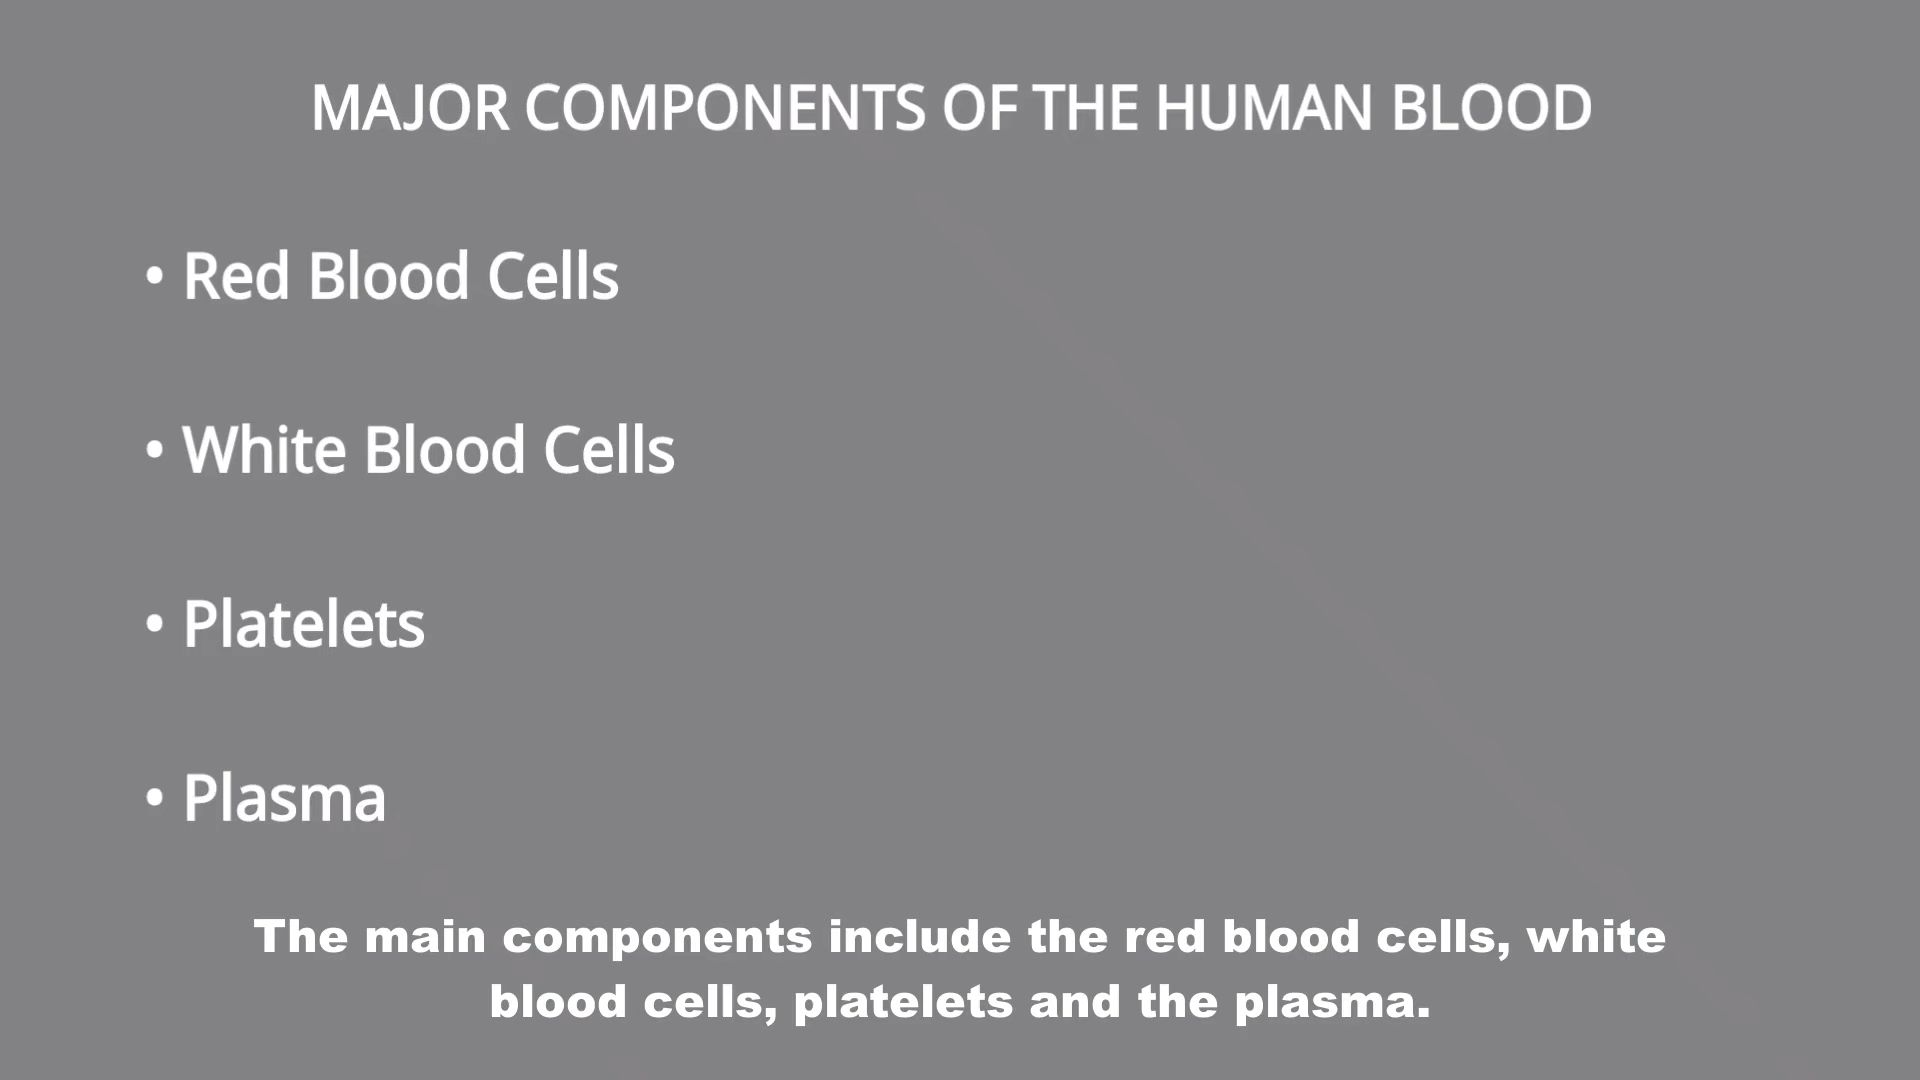 MAJOR COMPONENTS OF THE HUMAN BLOOD
• Red Blood Cells
• White Blood Cells
• Platelets
• Plasma
The main components include the red blood cells, white
blood cells, platelets and the plasma.